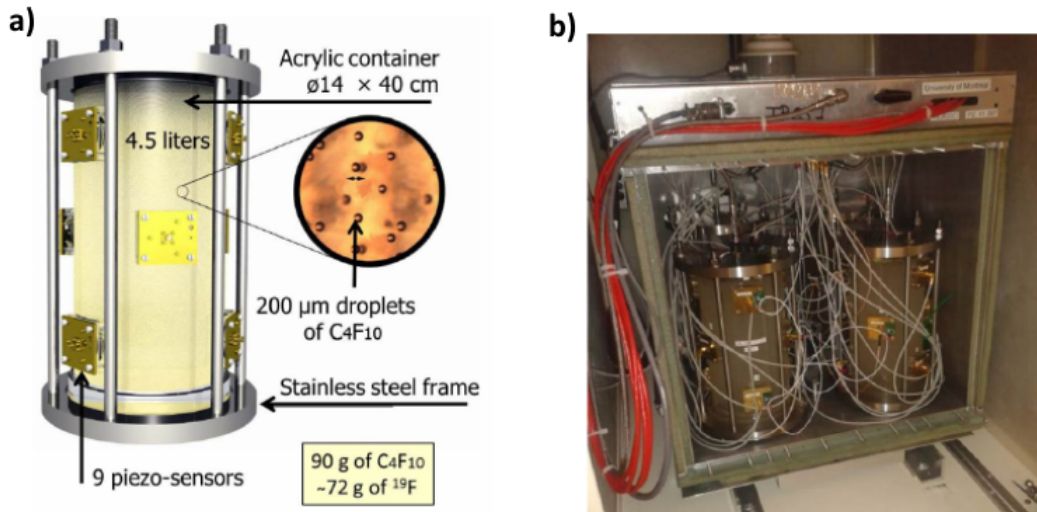 a)
Acrylic container
ø14 × 40 cm
4.5 liters
200 µm droplets
of C₄F₁₀
Stainless steel frame
9 piezo-sensors
90 g of C₄F₁₀
~72 g of ¹⁹F
b)
University of Montreal